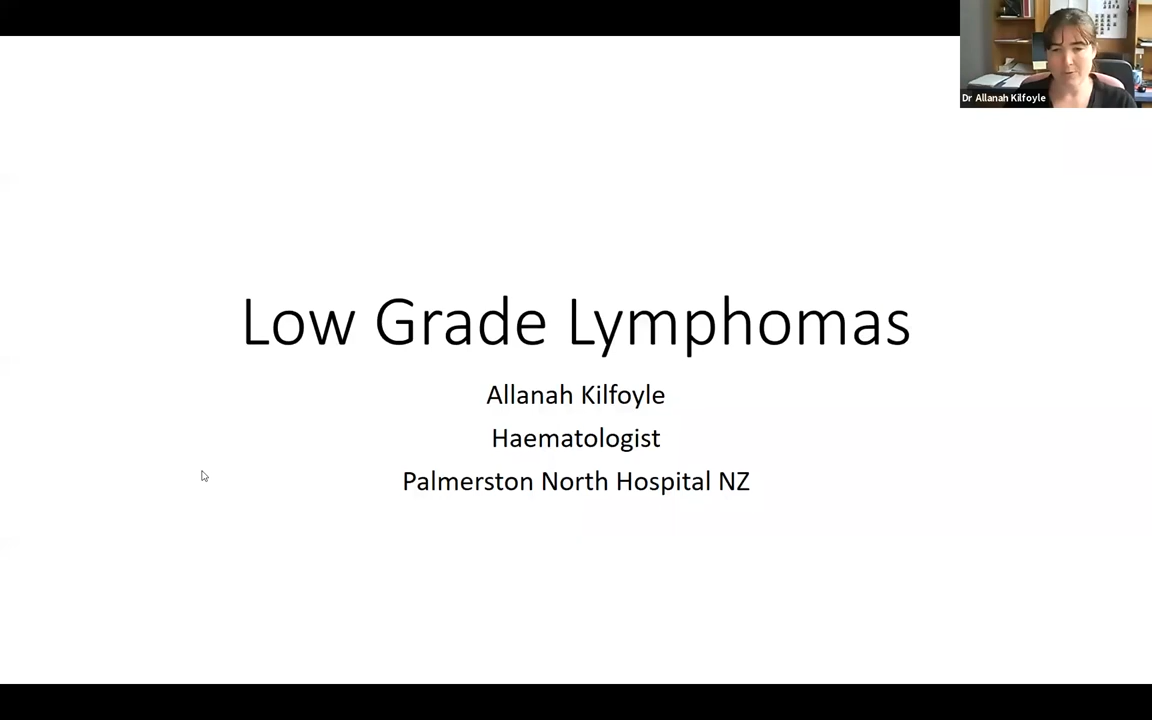 Dr Allanah Kilfoyle
Low Grade Lymphomas
Allanah Kilfoyle
Haematologist
Palmerston North Hospital NZ